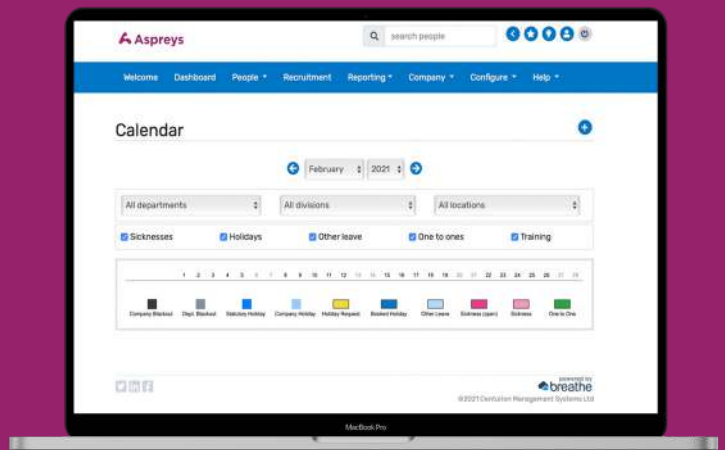 Aspreys
search people
Welcome Dashboard People Recruitment Reporting Company Configure Help
Calendar
February 2021
All departments All divisions All locations
Sicknesses Holidays Other leave One to ones Training
1 2 3 4 5 6 7 8 9 10 11 12 13 14 15 16 17 18 19 20 21 22 23 24 25 26 27 28
Company Blackout Dept. Blackout Statutory Holiday Company Holiday Holiday Request Booked Holiday Other Leave Sickness (open) Sickness One to One
powered by
breathe
©2021 Centurion Management Systems Ltd
MacBook Pro